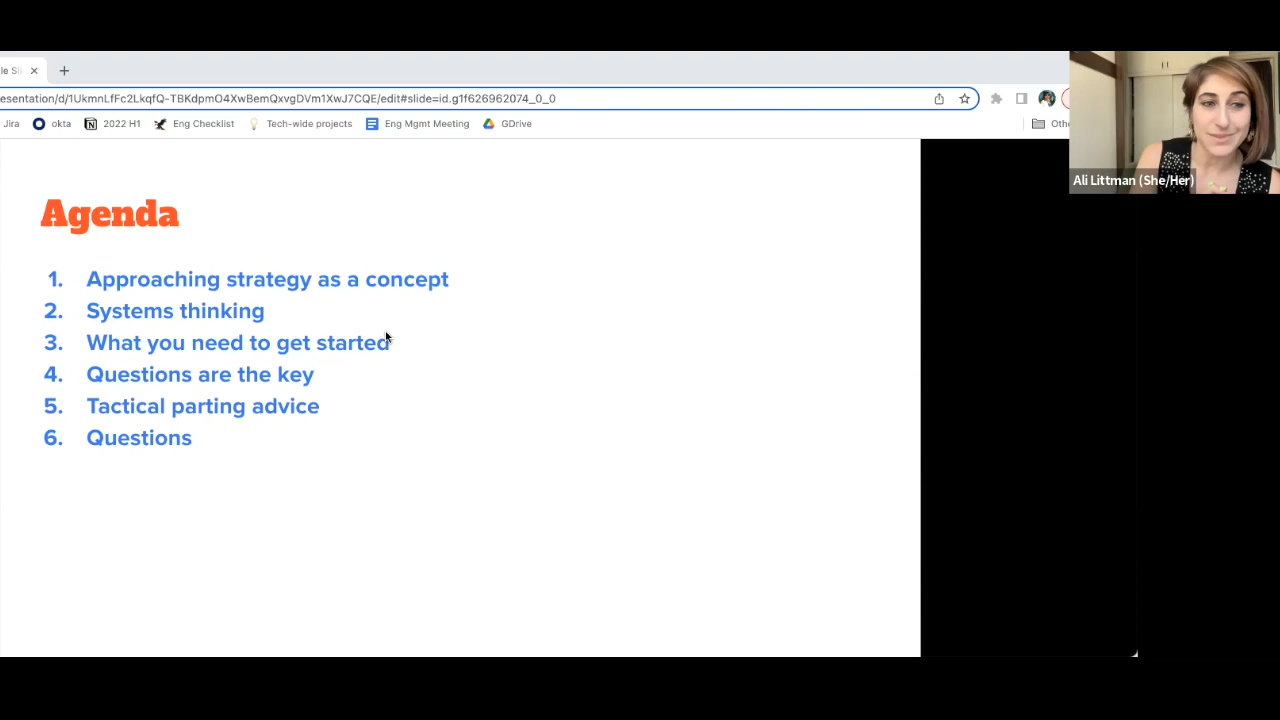 le Sli
esentation/d/1UkmnLfFc2LkqfQ-TBKdpmO4XwBemQxvgDVm1XwJ7CQE/edit#slide=id.g1f626962074_0_0
Jira okta 2022 H1 Eng Checklist Tech-wide projects Eng Mgmt Meeting GDrive Othe
Ali Littman (She/Her)
Agenda
1. Approaching strategy as a concept
2. Systems thinking
3. What you need to get started
4. Questions are the key
5. Tactical parting advice
6. Questions